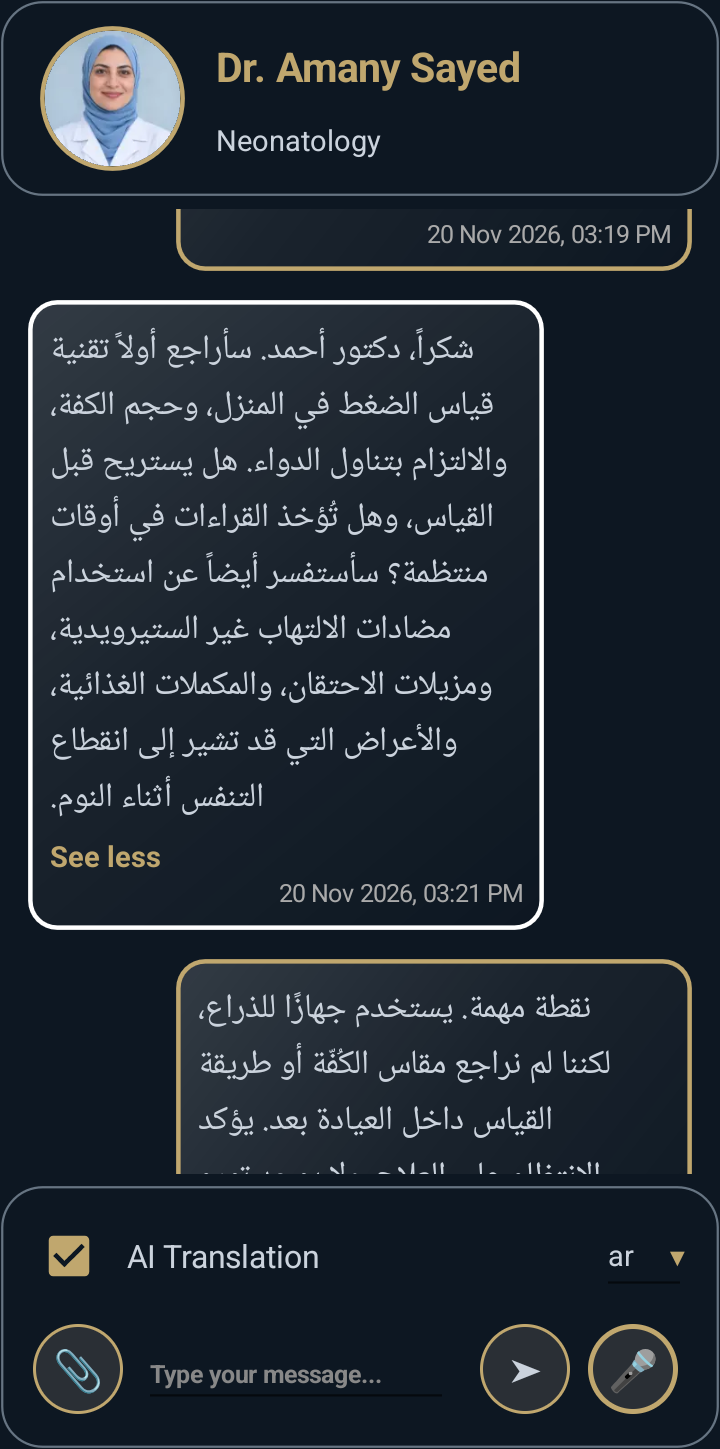 Dr. Amany Sayed
Neonatology
20 Nov 2026, 03:19 PM
شكراً، دكتور أحمد. سأراجع أولاً تقنية
قياس الضغط في المنزل، وحجم الكفة،
والالتزام بتناول الدواء. هل يستريح قبل
القياس، وهل تُؤخذ القراءات في أوقات
منتظمة؟ سأستفسر أيضاً عن استخدام
مضادات الالتهاب غير الستيرويدية،
ومزيلات الاحتقان، والمكملات الغذائية،
والأعراض التي قد تشير إلى انقطاع
التنفس أثناء النوم.
See less
20 Nov 2026, 03:21 PM
نقطة مهمة. يستخدم جهازًا للذراع،
لكننا لم نراجع مقاس الكُفّة أو طريقة
القياس داخل العيادة بعد. يؤكد
AI Translation
ar
Type your message...